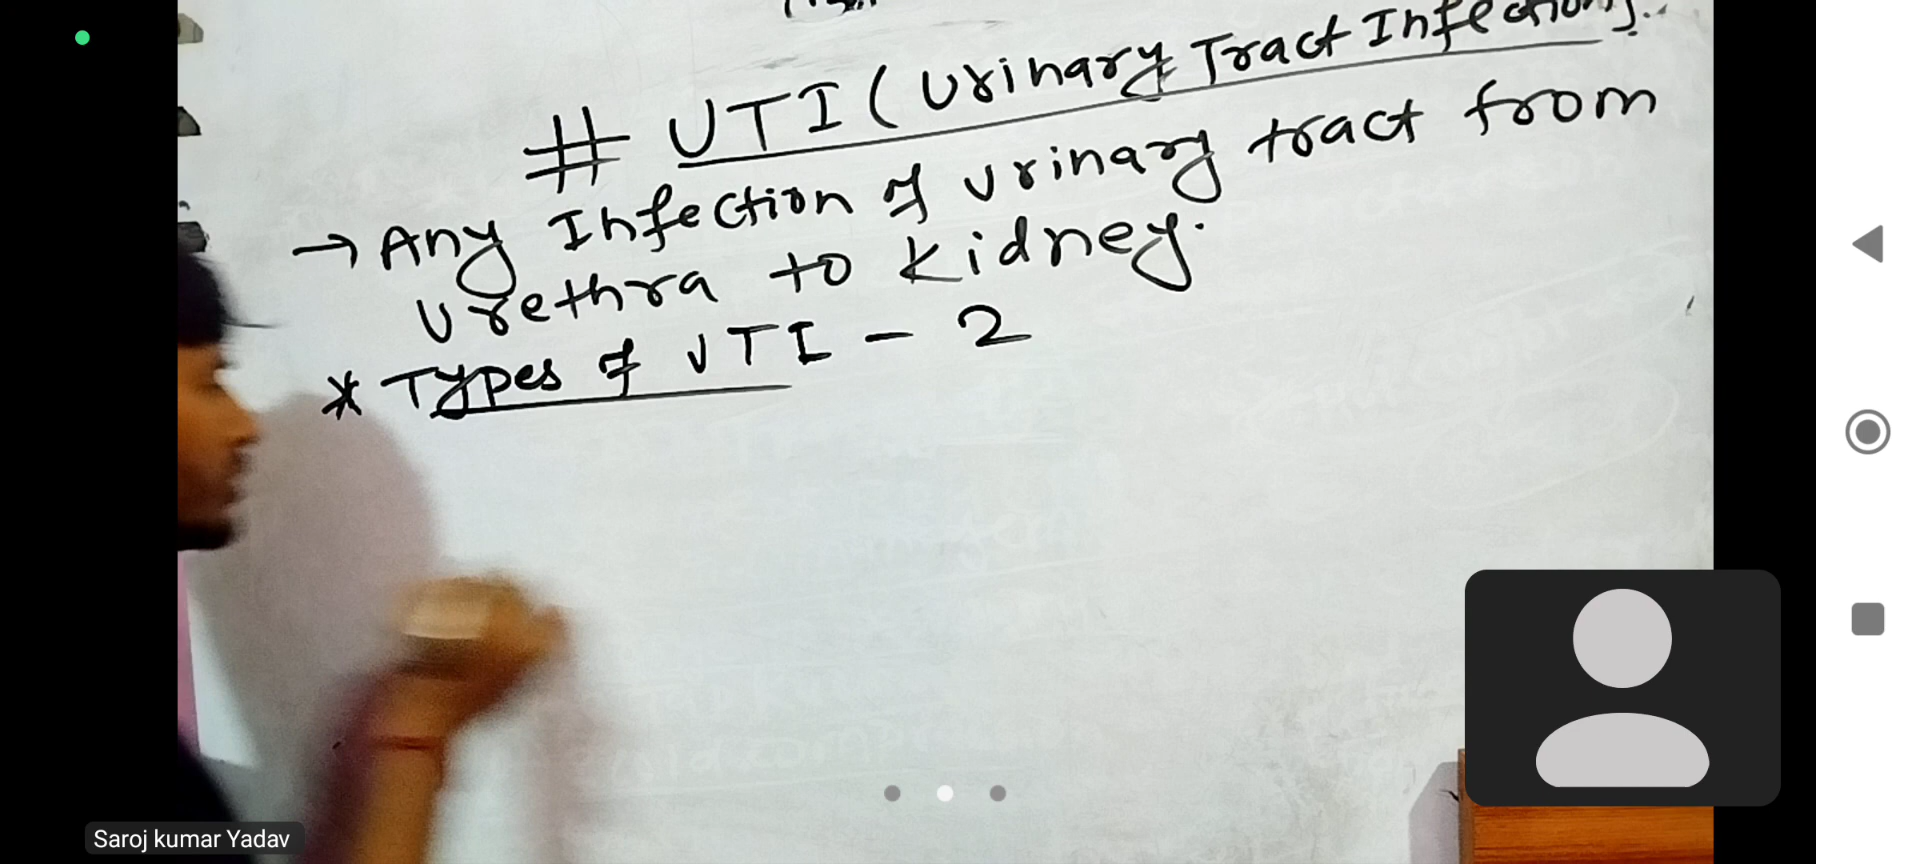 # UTI (Urinary Tract Infection).
→ Any Infection of urinary tract from
Urethra to kidney.
* Types of UTI - 2
Saroj kumar Yadav